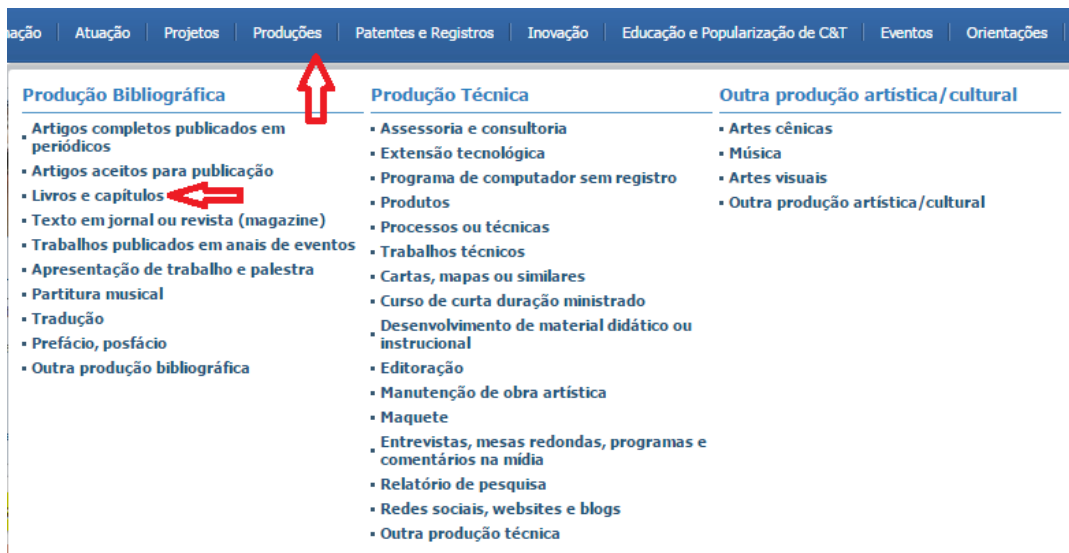 Atuação Projetos Produções Patentes e Registros Inovação Educação e Popularização de C&T Eventos Orientações
Produção Bibliográfica
Artigos completos publicados em
periódicos
Artigos aceitos para publicação
Livros e capítulos
Texto em jornal ou revista (magazine)
Trabalhos publicados em anais de eventos
Apresentação de trabalho e palestra
Partitura musical
Tradução
Prefácio, posfácio
Outra produção bibliográfica
Produção Técnica
Assessoria e consultoria
Extensão tecnológica
Programa de computador sem registro
Produtos
Processos ou técnicas
Trabalhos técnicos
Cartas, mapas ou similares
Curso de curta duração ministrado
Desenvolvimento de material didático ou
instrucional
Editoração
Manutenção de obra artística
Maquete
Entrevistas, mesas redondas, programas e
comentários na mídia
Relatório de pesquisa
Redes sociais, websites e blogs
Outra produção técnica
Outra produção artística/cultural
Artes cênicas
Música
Artes visuais
Outra produção artística/cultural